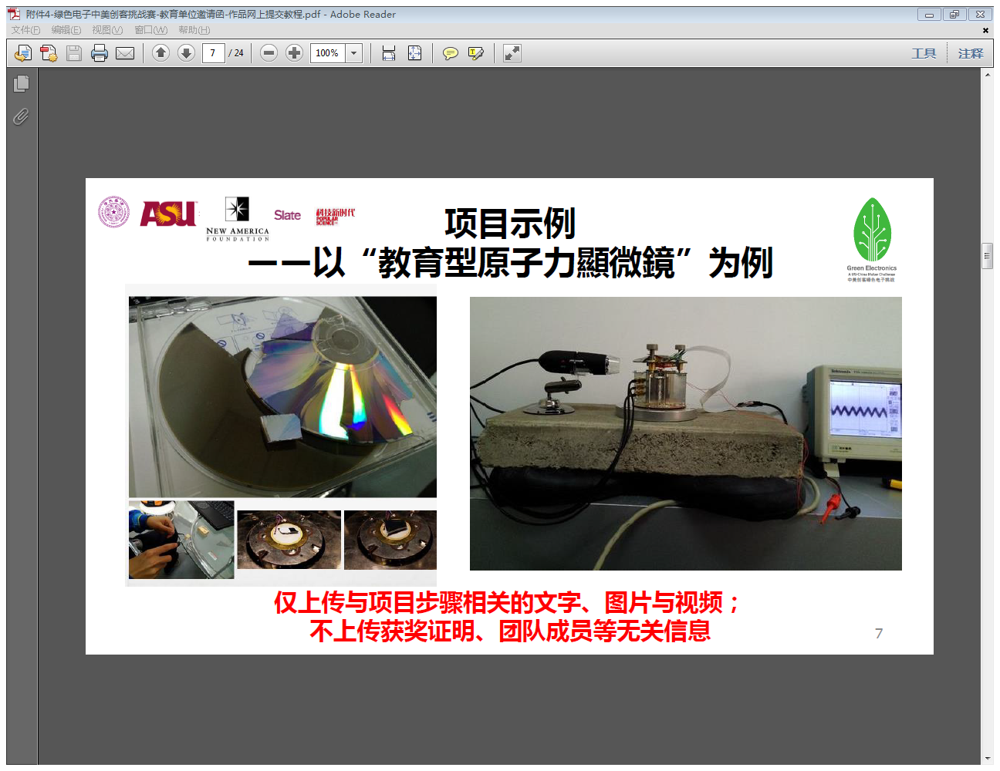 附件4-绿色电子中美创客挑战赛-教育单位邀请函-作品网上提交教程.pdf - Adobe Reader
文件(F) 编辑(E) 视图(V) 窗口(W) 帮助(H)
7 / 24 100% 工具 注释
ASU
NEW AMERICA
FOUNDATION
Slate
科技新时代
POPULAR
SCIENCE
项目示例
——以“教育型原子力顯微鏡”为例
Green Electronics
A US-China Maker Challenge
中美创客绿色电子挑战
Tektronix
仅上传与项目步骤相关的文字、图片与视频；
不上传获奖证明、团队成员等无关信息
7